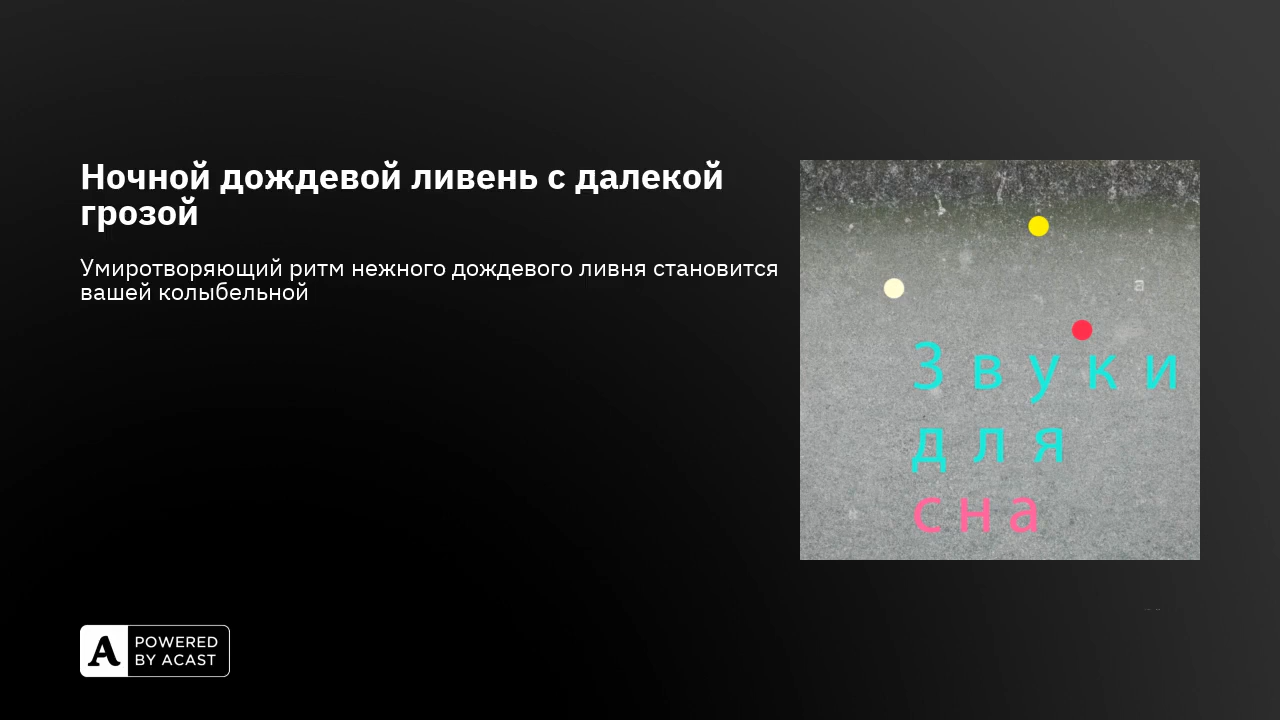 Ночной дождевой ливень с далекой
грозой
Умиротворяющий ритм нежного дождевого ливня становится
вашей колыбельной
a
Звуки
для
сна
A
POWERED
BY ACAST